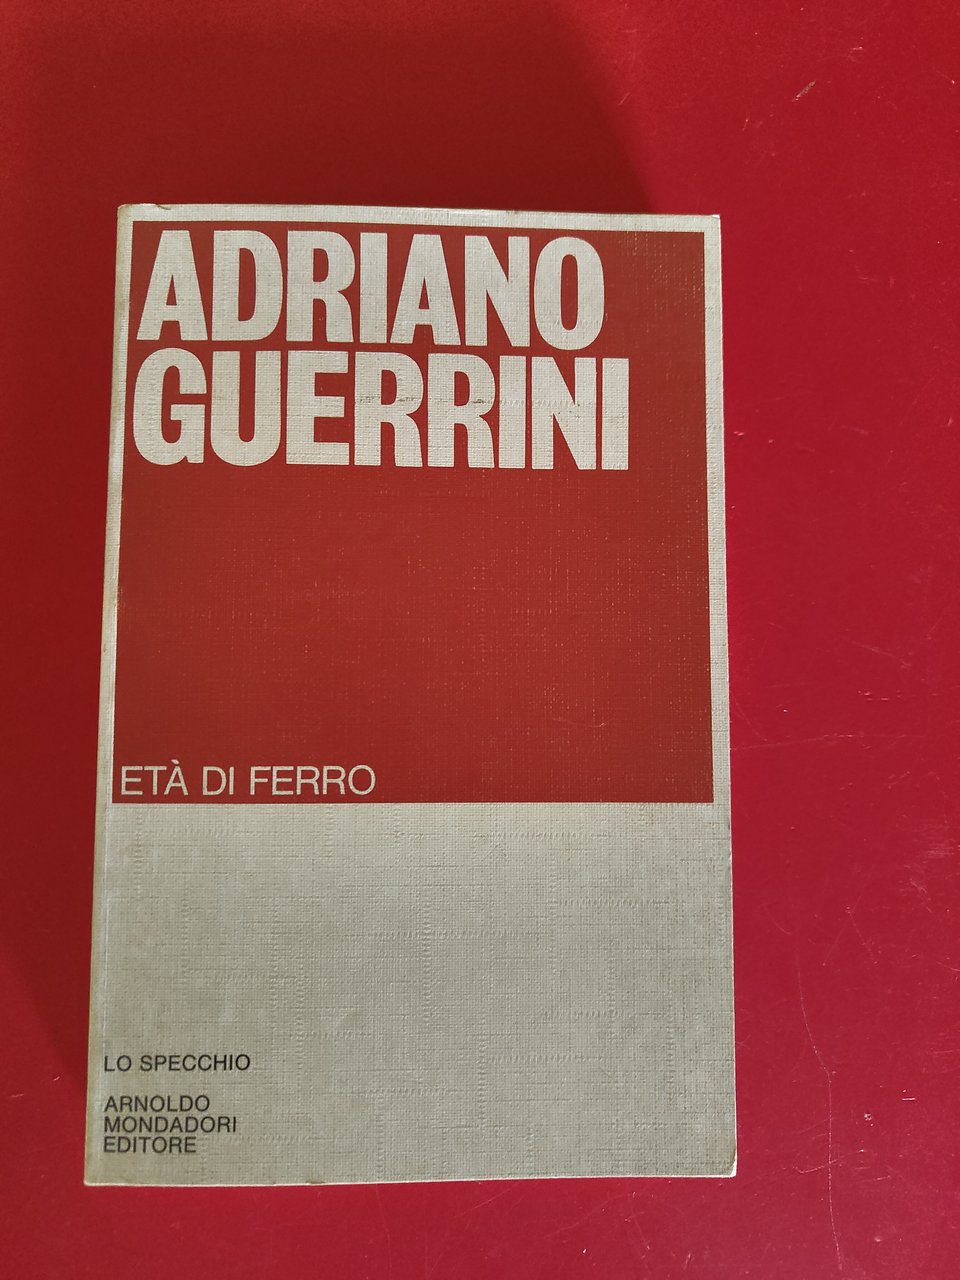 ADRIANO
GUERRINI
ETÀ DI FERRO
LO SPECCHIO
ARNOLDO
MONDADORI
EDITORE